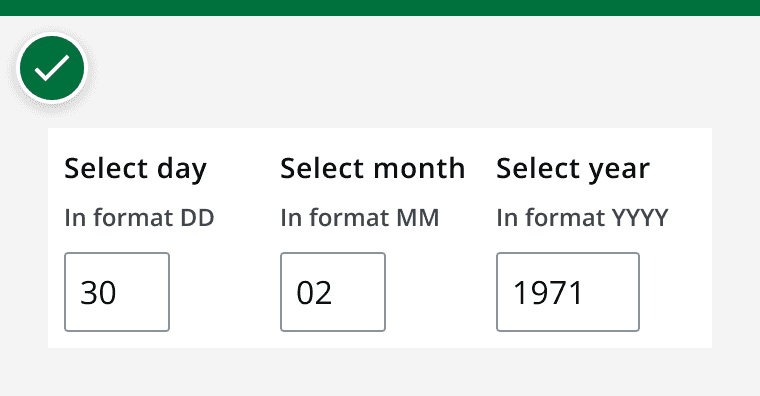 Select day Select month Select year
In format DD In format MM In format YYYY
30 02 1971